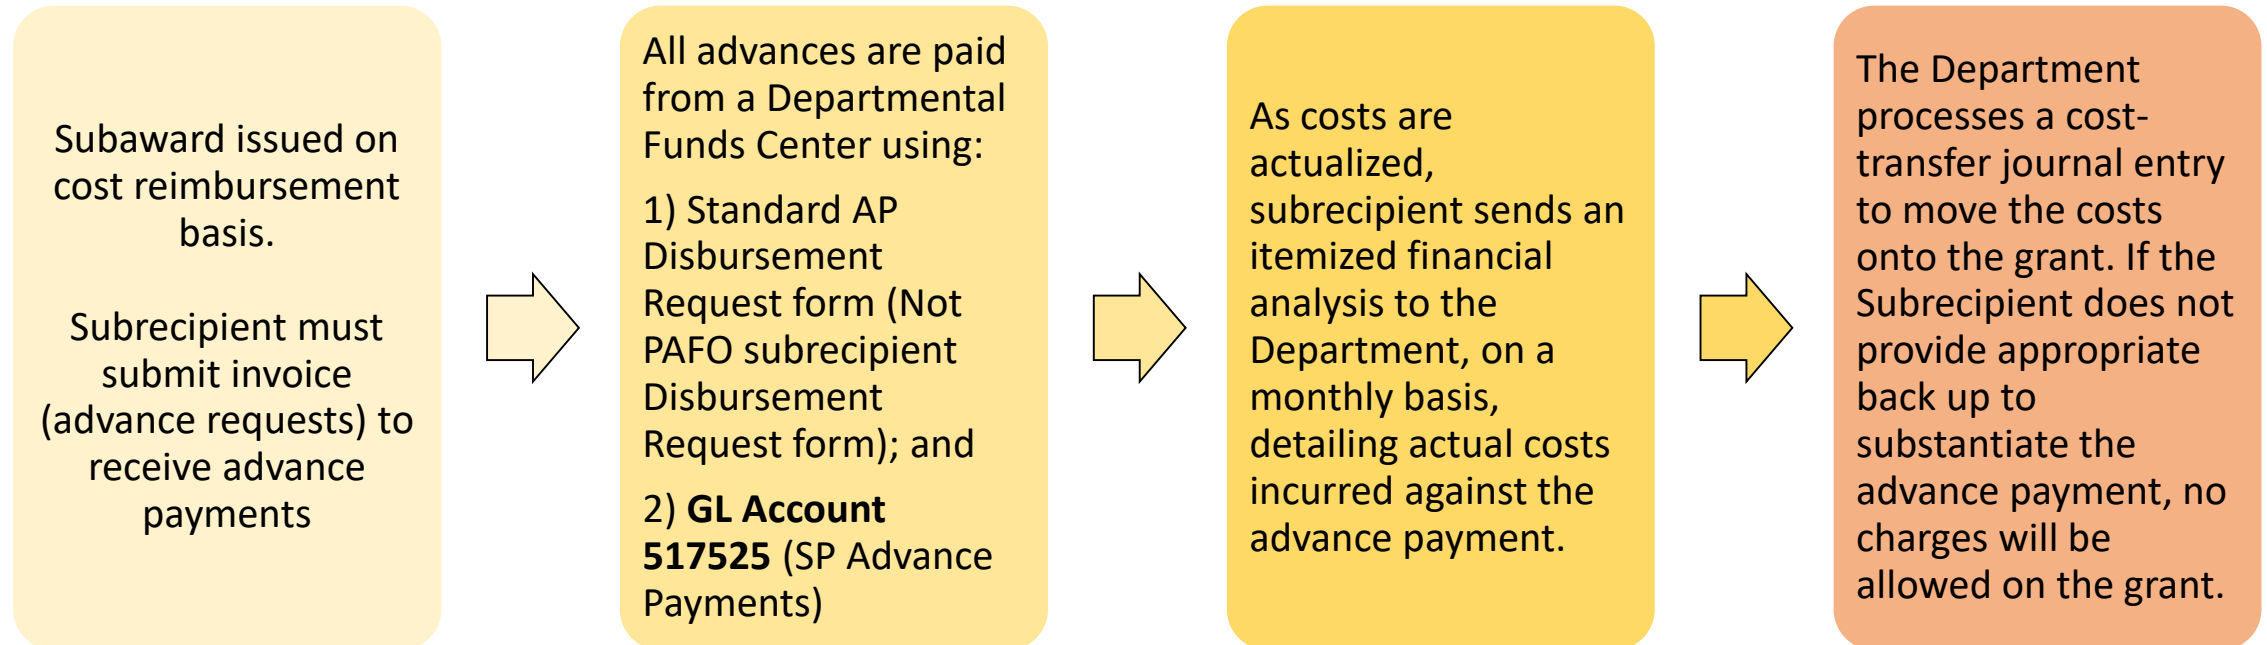 Subaward issued on
cost reimbursement
basis.
Subrecipient must
submit invoice
(advance requests) to
receive advance
payments
All advances are paid
from a Departmental
Funds Center using:
1) Standard AP
Disbursement
Request form (Not
PAFO subrecipient
Disbursement
Request form); and
2) GL Account
517525 (SP Advance
Payments)
As costs are
actualized,
subrecipient sends an
itemized financial
analysis to the
Department, on a
monthly basis,
detailing actual costs
incurred against the
advance payment.
The Department
processes a cost-
transfer journal entry
to move the costs
onto the grant. If the
Subrecipient does not
provide appropriate
back up to
substantiate the
advance payment, no
charges will be
allowed on the grant.